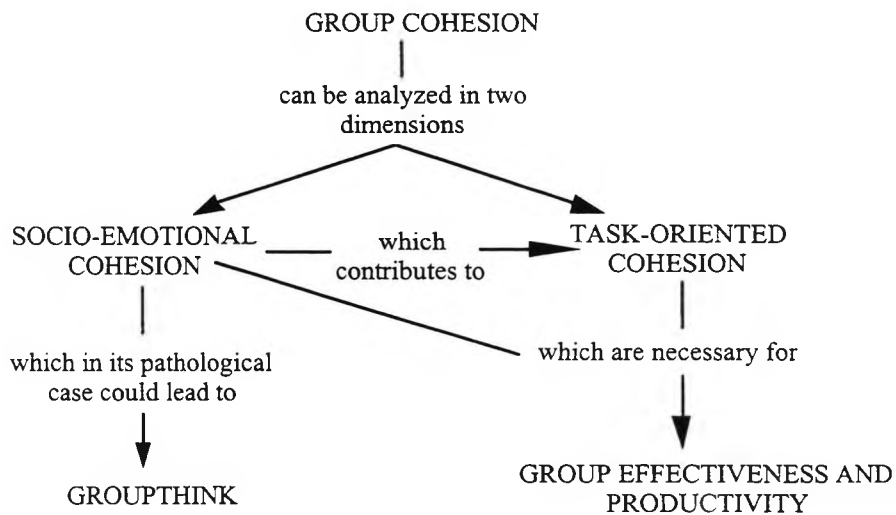 GROUP COHESION
can be analyzed in two
dimensions
SOCIO-EMOTIONAL
COHESION
which
contributes to
TASK-ORIENTED
COHESION
which in its pathological
case could lead to
which are necessary for
GROUPTHINK
GROUP EFFECTIVENESS AND
PRODUCTIVITY